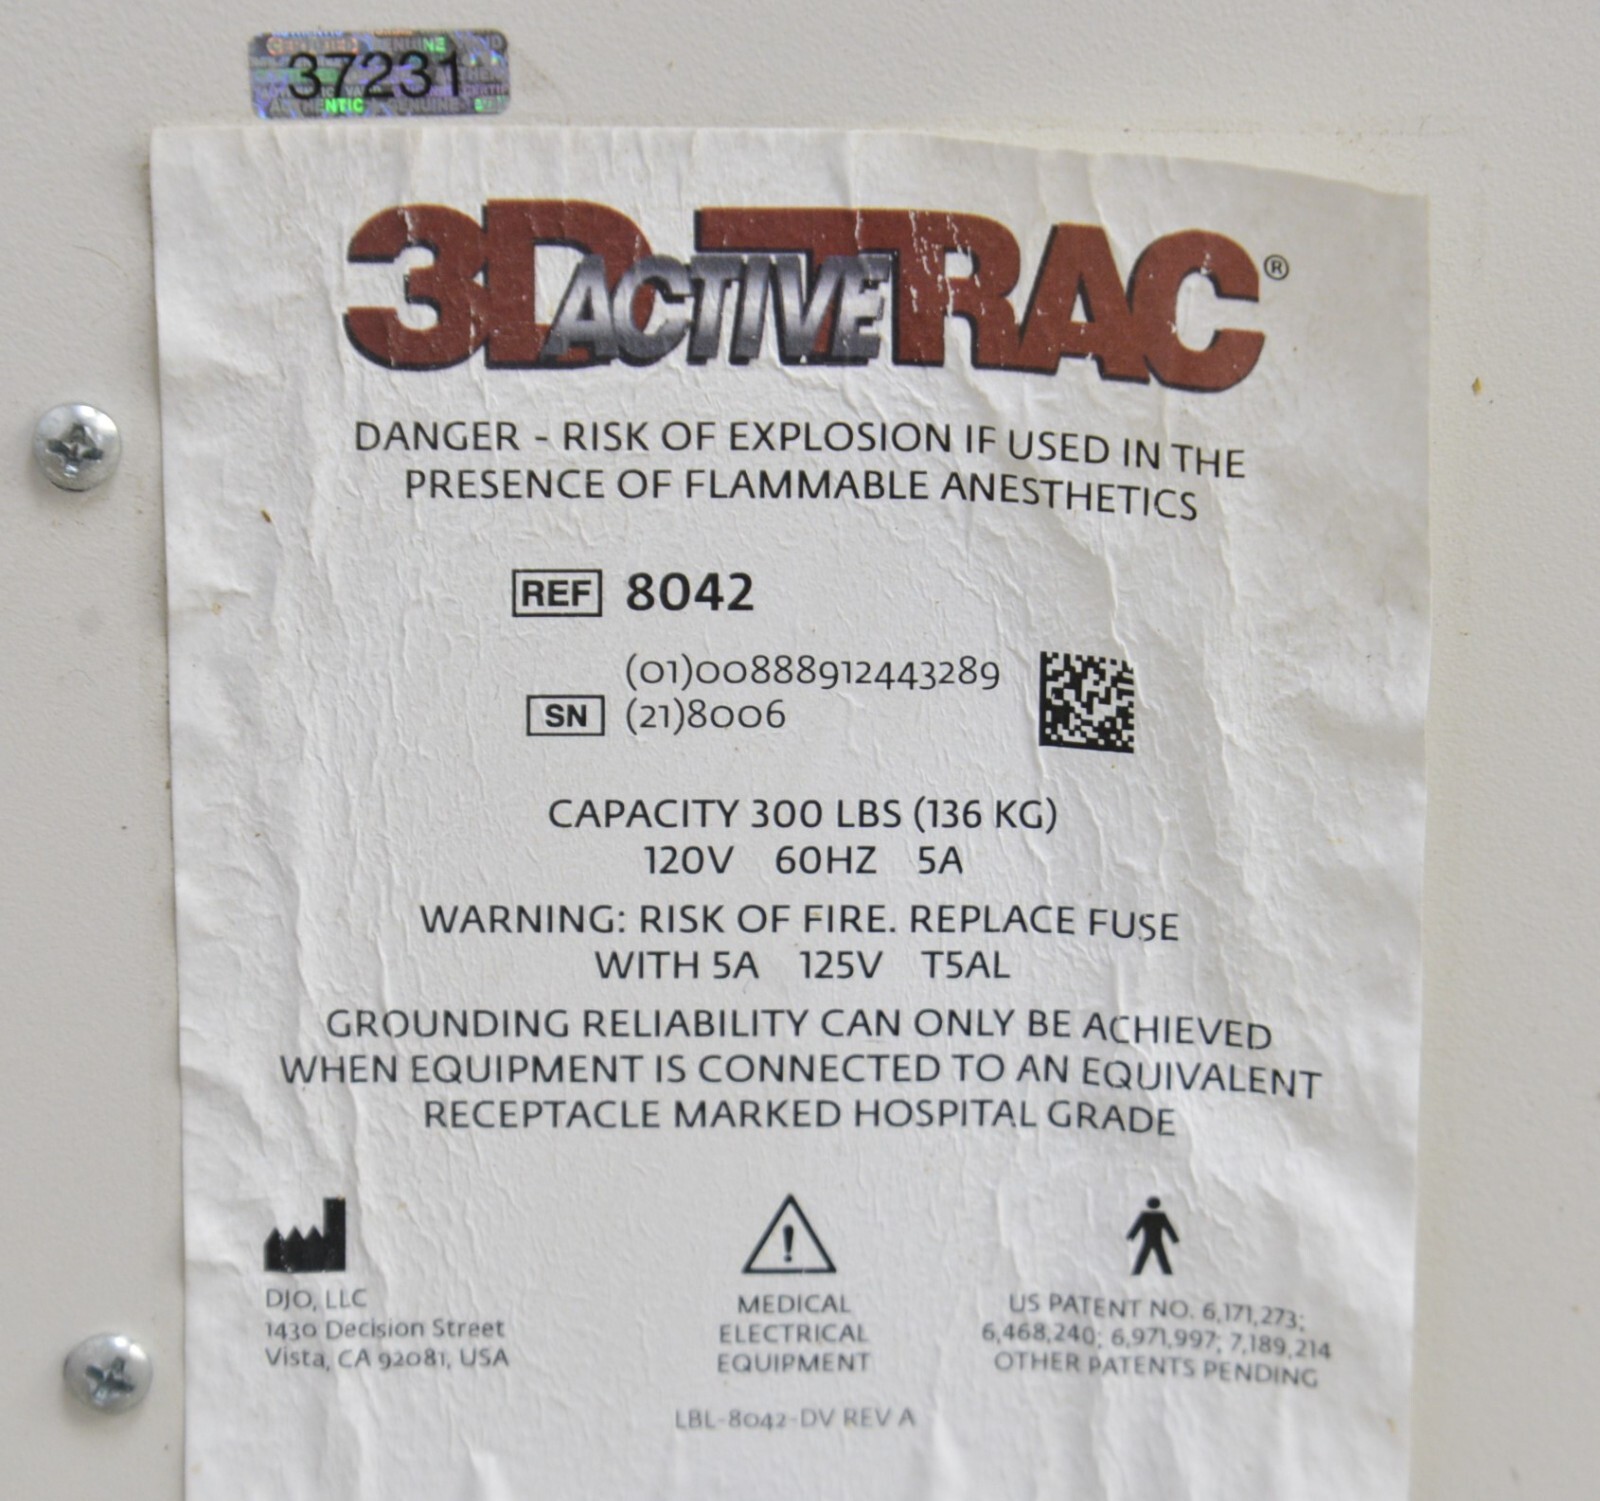 37231
3D ACTIVE TRAC®
DANGER - RISK OF EXPLOSION IF USED IN THE
PRESENCE OF FLAMMABLE ANESTHETICS
REF 8042
(01)00888912443289
SN (21)8006
CAPACITY 300 LBS (136 KG)
120V 60HZ 5A
WARNING: RISK OF FIRE. REPLACE FUSE
WITH 5A 125V T5AL
GROUNDING RELIABILITY CAN ONLY BE ACHIEVED
WHEN EQUIPMENT IS CONNECTED TO AN EQUIVALENT
RECEPTACLE MARKED HOSPITAL GRADE
DJO, LLC
1430 Decision Street
Vista, CA 92081, USA
MEDICAL
ELECTRICAL
EQUIPMENT
US PATENT NO. 6,171,273;
6,468,240; 6,971,997; 7,189,214
OTHER PATENTS PENDING
LBL-8042-DV REV A